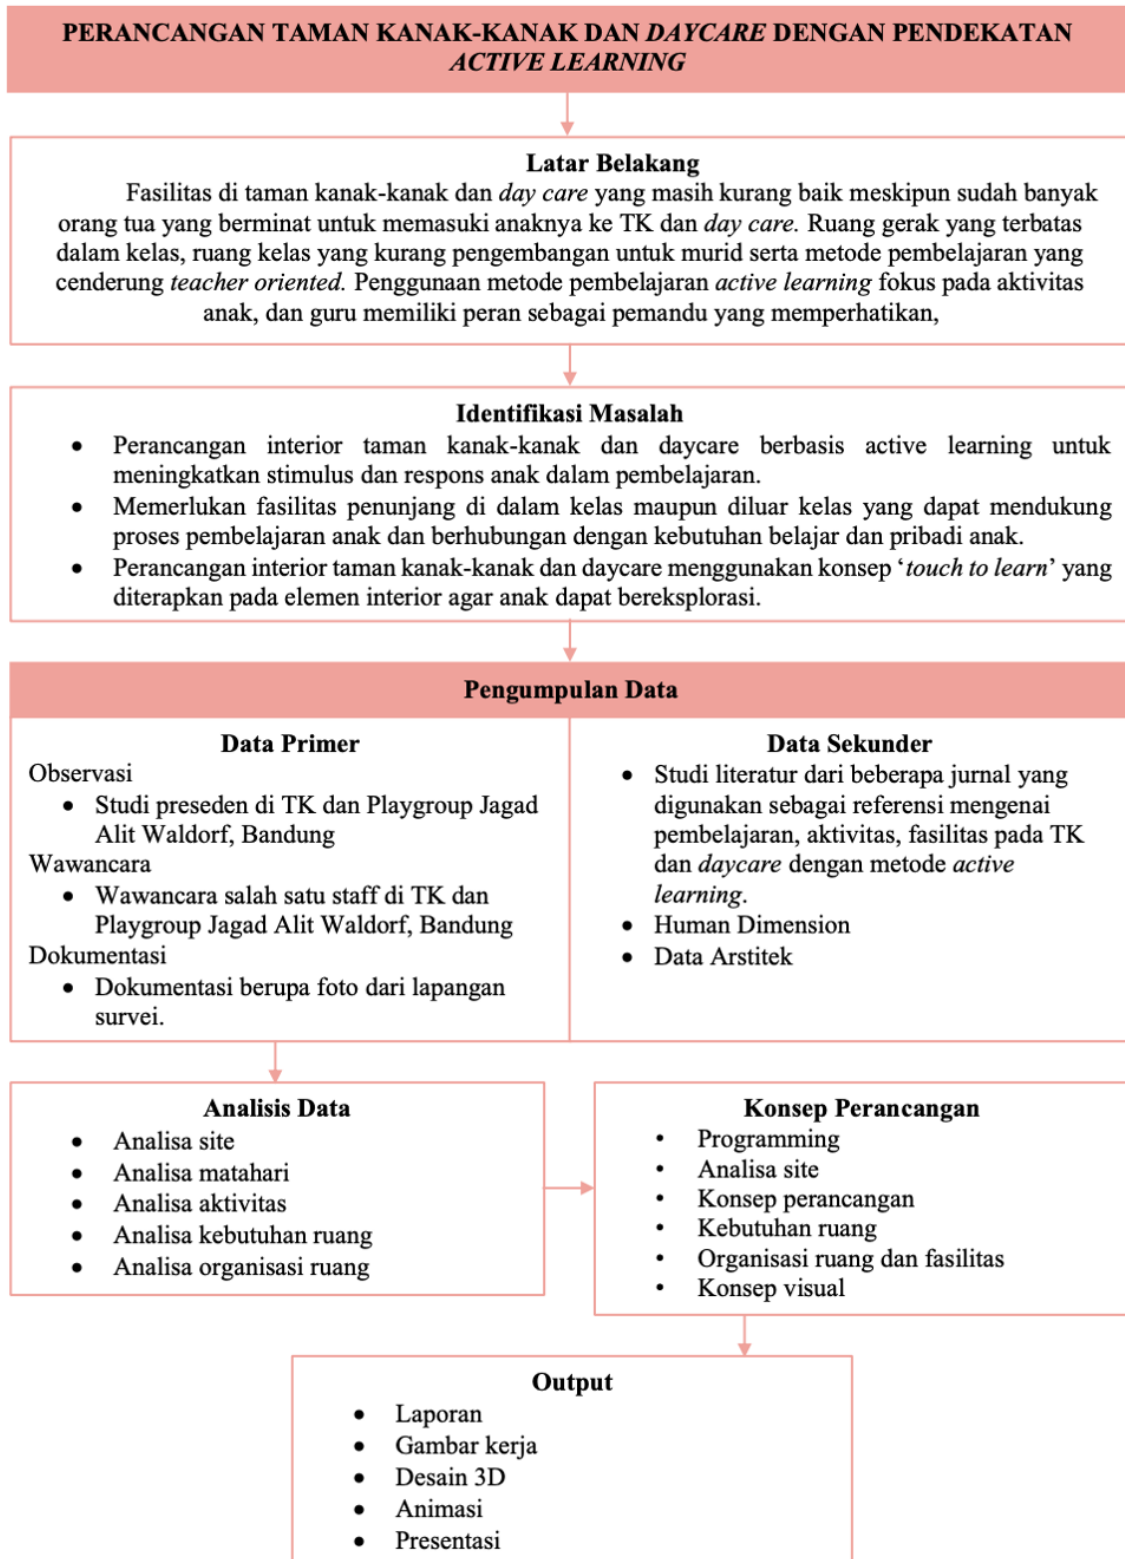 PERANCANGAN TAMAN KANAK-KANAK DAN DAYCARE DENGAN PENDEKATAN
ACTIVE LEARNING
Latar Belakang
Fasilitas di taman kanak-kanak dan day care yang masih kurang baik meskipun sudah banyak
orang tua yang berminat untuk memasuki anaknya ke TK dan day care. Ruang gerak yang terbatas
dalam kelas, ruang kelas yang kurang pengembangan untuk murid serta metode pembelajaran yang
cenderung teacher oriented. Penggunaan metode pembelajaran active learning fokus pada aktivitas
anak, dan guru memiliki peran sebagai pemandu yang memperhatikan,
Identifikasi Masalah
• Perancangan interior taman kanak-kanak dan daycare berbasis active learning untuk
meningkatkan stimulus dan respons anak dalam pembelajaran.
• Memerlukan fasilitas penunjang di dalam kelas maupun diluar kelas yang dapat mendukung
proses pembelajaran anak dan berhubungan dengan kebutuhan belajar dan pribadi anak.
• Perancangan interior taman kanak-kanak dan daycare menggunakan konsep ‘touch to learn’ yang
diterapkan pada elemen interior agar anak dapat bereksplorasi.
Pengumpulan Data
Data Primer
Observasi
• Studi preseden di TK dan Playgroup Jagad
Alit Waldorf, Bandung
Wawancara
• Wawancara salah satu staff di TK dan
Playgroup Jagad Alit Waldorf, Bandung
Dokumentasi
• Dokumentasi berupa foto dari lapangan
survei.
Data Sekunder
• Studi literatur dari beberapa jurnal yang
digunakan sebagai referensi mengenai
pembelajaran, aktivitas, fasilitas pada TK
dan daycare dengan metode active
learning.
• Human Dimension
• Data Arstitek
Analisis Data
• Analisa site
• Analisa matahari
• Analisa aktivitas
• Analisa kebutuhan ruang
• Analisa organisasi ruang
Konsep Perancangan
• Programming
• Analisa site
• Konsep perancangan
• Kebutuhan ruang
• Organisasi ruang dan fasilitas
• Konsep visual
Output
• Laporan
• Gambar kerja
• Desain 3D
• Animasi
• Presentasi